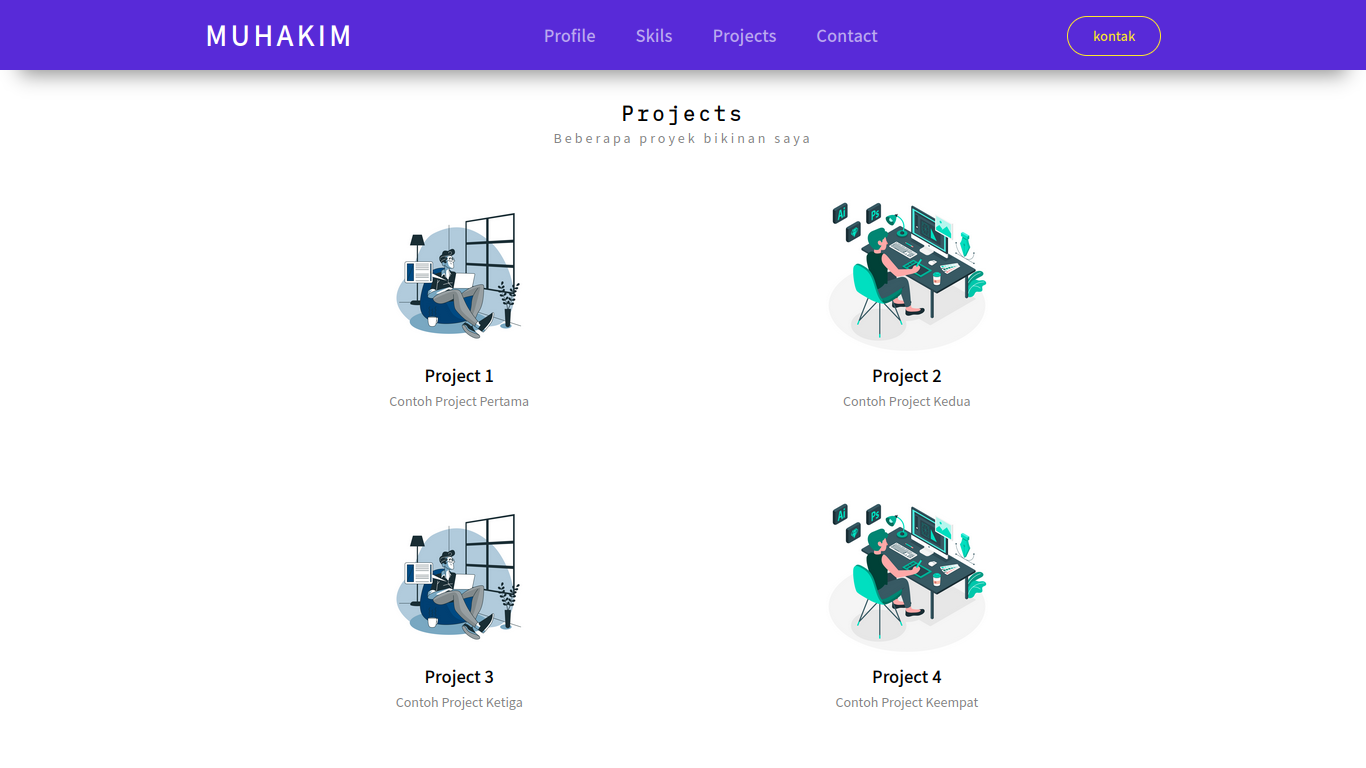 MUHAKIM
Profile Skils Projects Contact
kontak
Projects
Beberapa proyek bikinan saya
Ai Ps
Project 1
Contoh Project Pertama
Project 2
Contoh Project Kedua
Ai Ps
Project 3
Contoh Project Ketiga
Project 4
Contoh Project Keempat